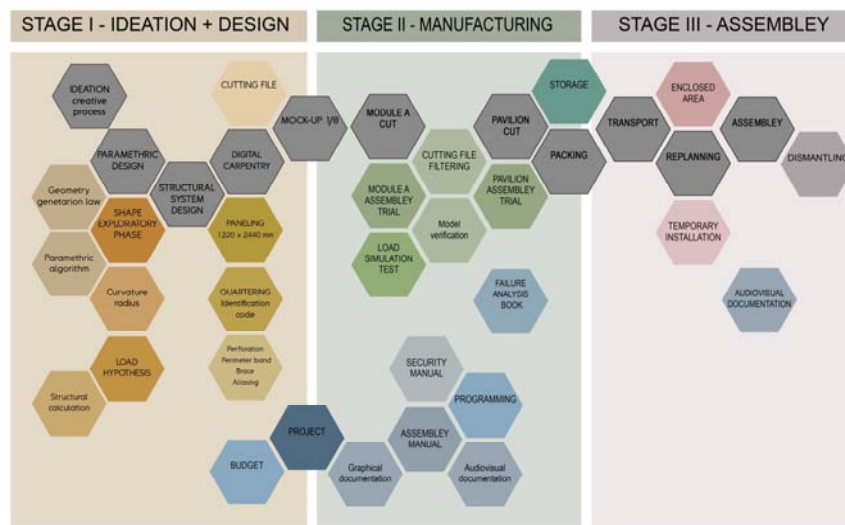 STAGE I - IDEATION + DESIGN
STAGE II - MANUFACTURING
STAGE III - ASSEMBLEY
IDEATION
creative
process
CUTTING FILE
MOCK-UP 1/8
PARAMETHRIC
DESIGN
STRUCTURAL
SYSTEM
DESIGN
DIGITAL
CARPENTRY
Geometry
genetation law
SHAPE
EXPLORATORY
PHASE
PANELING
1220 x 2440 mm
Paramethric
algorithm
Curvature
radius
QUARTERING
Identification
code
LOAD
HYPOTHESIS
Perforation
Perimeter band
Brace
Aliasing
Structural
calculation
PROJECT
BUDGET
MODULE A
CUT
CUTTING FILE
FILTERING
PAVILION
CUT
STORAGE
PACKING
MODULE A
ASSEMBLEY
TRIAL
PAVILION
ASSEMBLEY
TRIAL
Model
verification
LOAD
SIMULATION
TEST
FAILURE
ANALYSIS
BOOK
SECURITY
MANUAL
PROGRAMMING
ASSEMBLEY
MANUAL
Graphical
documentation
Audiovisual
documentation
TRANSPORT
ENCLOSED
AREA
REPLANNING
ASSEMBLEY
DISMANTLING
TEMPORARY
INSTALLATION
AUDIOVISUAL
DOCUMENTATION